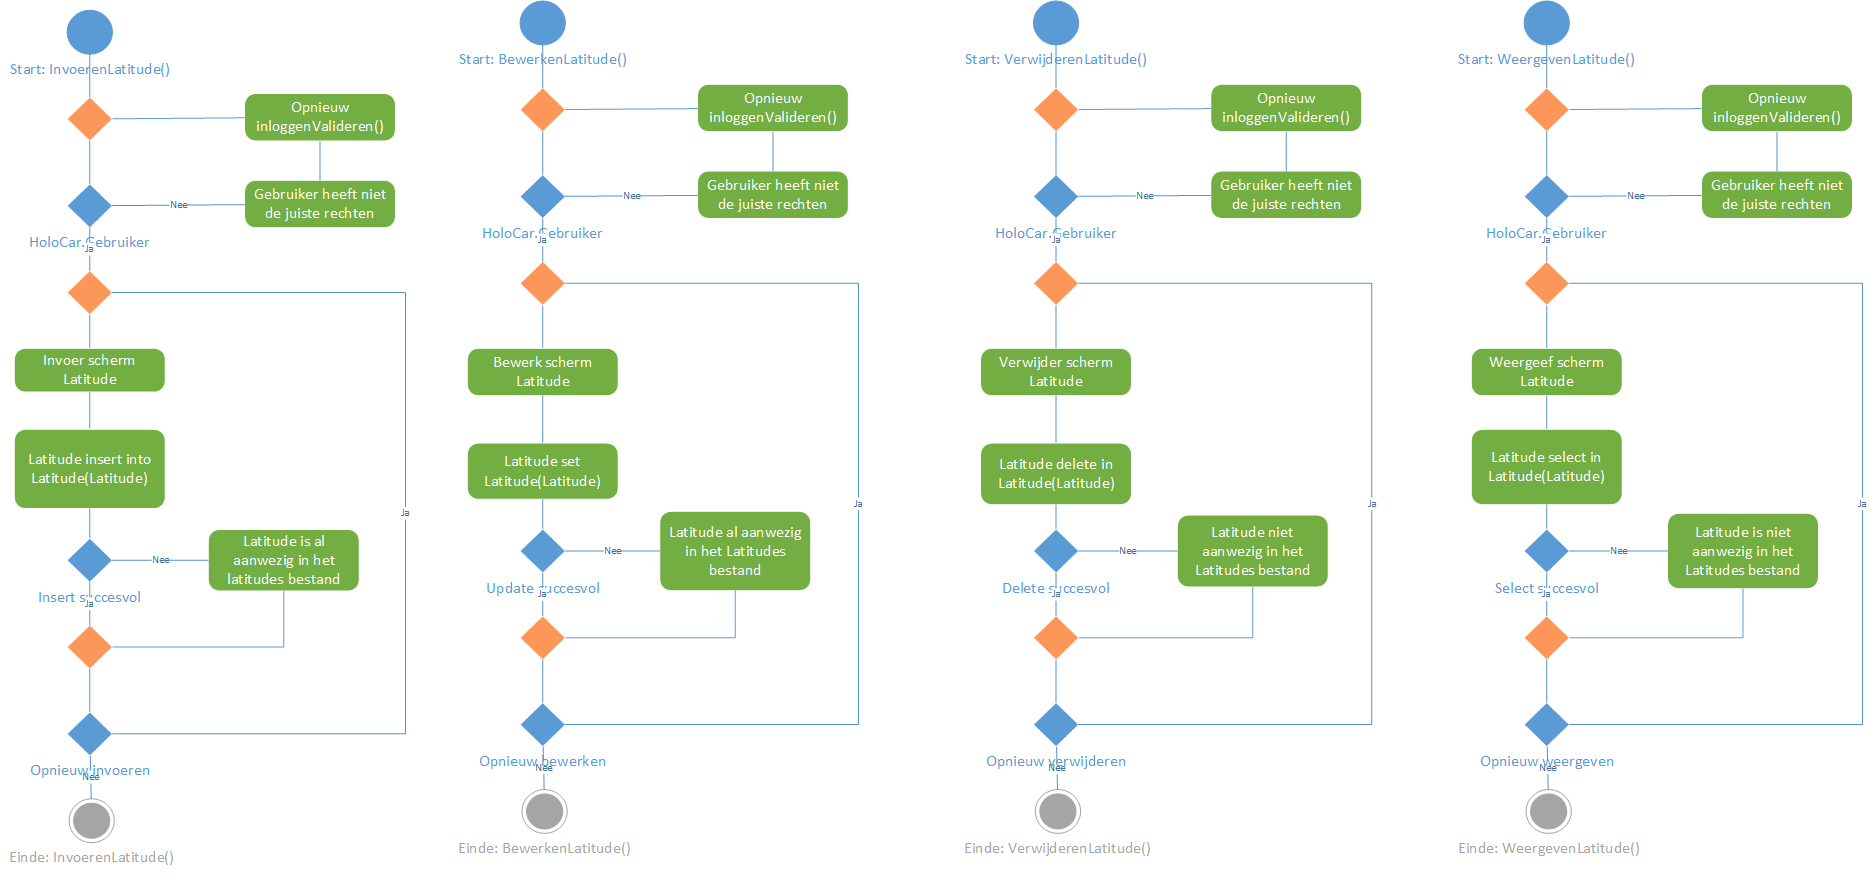 Start: InvoerenLatitude()
Opnieuw
inloggenValideren()
Gebruiker heeft niet
de juiste rechten
Nee
HoloCar.Gebruiker
Ja
Invoer scherm
Latitude
Latitude insert into
Latitude(Latitude)
Ja
Latitude is al
aanwezig in het
latitudes bestand
Nee
Insert succesvol
Ja
Opnieuw invoeren
Nee
Einde: InvoerenLatitude()
Start: BewerkenLatitude()
Opnieuw
inloggenValideren()
Gebruiker heeft niet
de juiste rechten
Nee
HoloCar.Gebruiker
Ja
Bewerk scherm
Latitude
Latitude set
Latitude(Latitude)
Ja
Latitude al aanwezig
in het Latitudes
bestand
Nee
Update succesvol
Ja
Opnieuw bewerken
Nee
Einde: BewerkenLatitude()
Start: VerwijderenLatitude()
Opnieuw
inloggenValideren()
Gebruiker heeft niet
de juiste rechten
Nee
HoloCar.Gebruiker
Ja
Verwijder scherm
Latitude
Latitude delete in
Latitude(Latitude)
Ja
Latitude niet
aanwezig in het
Latitudes bestand
Nee
Delete succesvol
Ja
Opnieuw verwijderen
Nee
Einde: VerwijderenLatitude()
Start: WeergevenLatitude()
Opnieuw
inloggenValideren()
Gebruiker heeft niet
de juiste rechten
Nee
HoloCar.Gebruiker
Ja
Weergeef scherm
Latitude
Latitude select in
Latitude(Latitude)
Ja
Latitude is niet
aanwezig in het
Latitudes bestand
Nee
Select succesvol
Ja
Opnieuw weergeven
Nee
Einde: WeergevenLatitude()